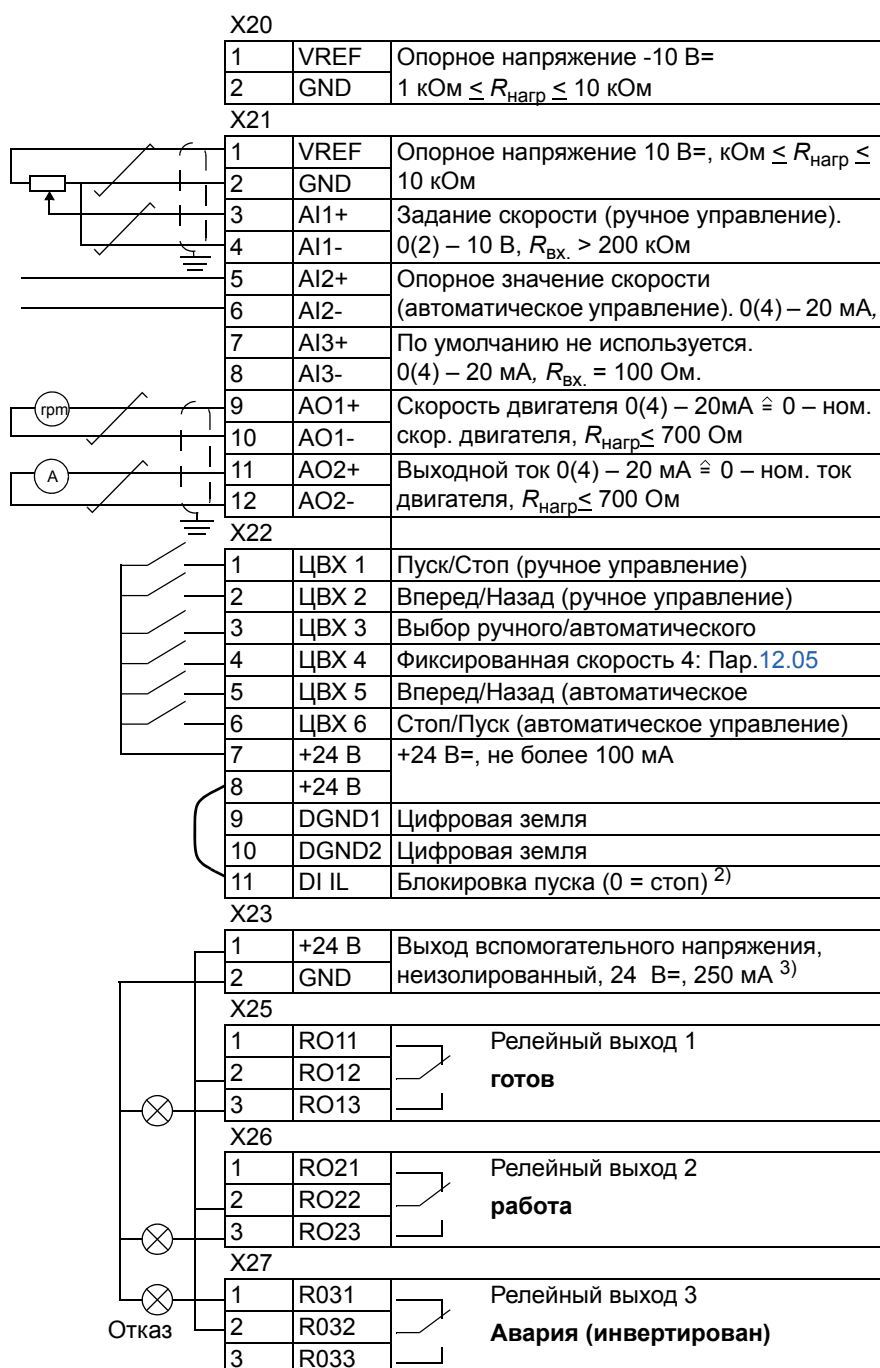 X20
1 VREF Опорное напряжение -10 В=
2 GND 1 кОм ≤ Rнагр ≤ 10 кОм
X21
1 VREF Опорное напряжение 10 В=, кОм ≤ Rнагр ≤
2 GND 10 кОм
3 AI1+ Задание скорости (ручное управление).
4 AI1- 0(2) – 10 В, Rвх. > 200 кОм
5 AI2+ Опорное значение скорости
6 AI2- (автоматическое управление). 0(4) – 20 мА,
7 AI3+ По умолчанию не используется.
8 AI3- 0(4) – 20 мА, Rвх. = 100 Ом.
rpm 9 AO1+ Скорость двигателя 0(4) – 20мА ≙ 0 – ном.
10 AO1- скор. двигателя, Rнагр≤ 700 Ом
A 11 AO2+ Выходной ток 0(4) – 20 мА ≙ 0 – ном. ток
12 AO2- двигателя, Rнагр≤ 700 Ом
X22
1 ЦВХ 1 Пуск/Стоп (ручное управление)
2 ЦВХ 2 Вперед/Назад (ручное управление)
3 ЦВХ 3 Выбор ручного/автоматического
4 ЦВХ 4 Фиксированная скорость 4: Пар.12.05
5 ЦВХ 5 Вперед/Назад (автоматическое
6 ЦВХ 6 Стоп/Пуск (автоматическое управление)
7 +24 В +24 В=, не более 100 мА
8 +24 В
9 DGND1 Цифровая земля
10 DGND2 Цифровая земля
11 DI IL Блокировка пуска (0 = стоп) 2)
X23
1 +24 В Выход вспомогательного напряжения,
2 GND неизолированный, 24 В=, 250 мА 3)
X25
1 RO11 Релейный выход 1
2 RO12 готов
3 RO13
X26
1 RO21 Релейный выход 2
2 RO22 работа
3 RO23
X27
1 R031 Релейный выход 3
Отказ 2 R032 Авария (инвертирован)
3 R033